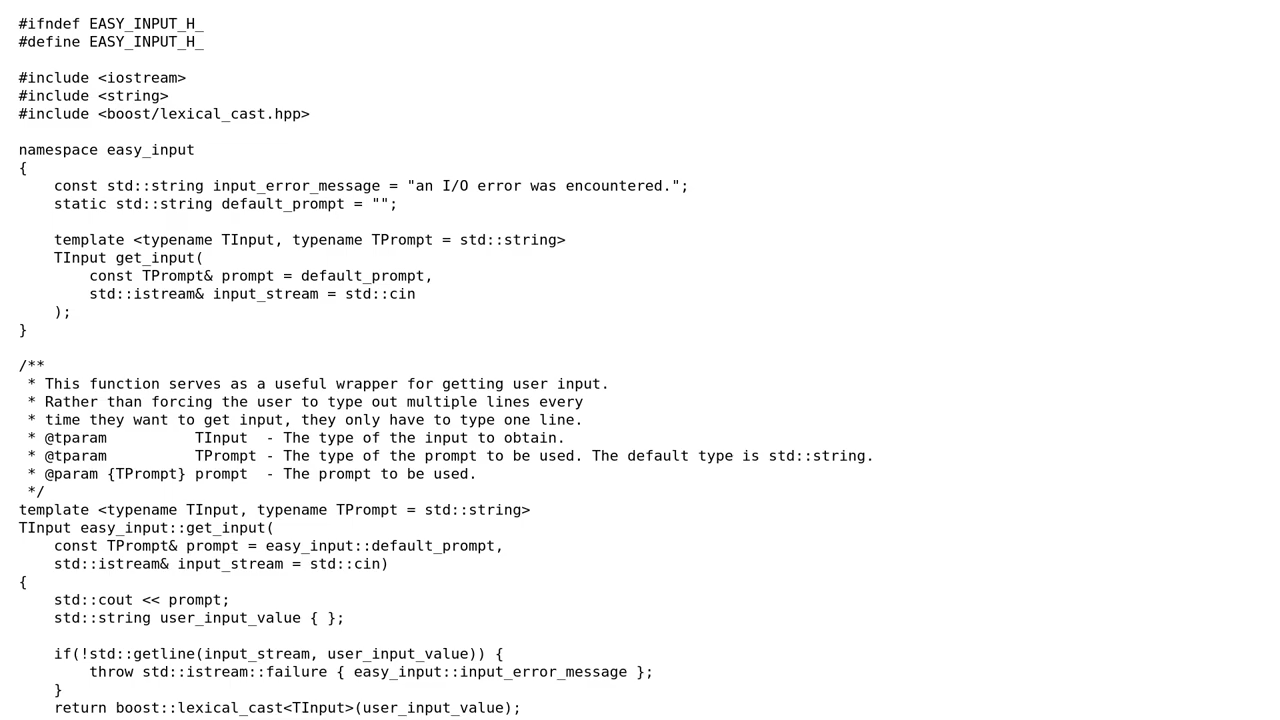 #ifndef EASY_INPUT_H_
#define EASY_INPUT_H_

#include <iostream>
#include <string>
#include <boost/lexical_cast.hpp>

namespace easy_input
{
    const std::string input_error_message = "an I/O error was encountered.";
    static std::string default_prompt = "";

    template <typename TInput, typename TPrompt = std::string>
    TInput get_input(
        const TPrompt& prompt = default_prompt,
        std::istream& input_stream = std::cin
    );
}

/**
 * This function serves as a useful wrapper for getting user input.
 * Rather than forcing the user to type out multiple lines every
 * time they want to get input, they only have to type one line.
 * @tparam          TInput  - The type of the input to obtain.
 * @tparam          TPrompt - The type of the prompt to be used. The default type is std::string.
 * @param {TPrompt} prompt  - The prompt to be used.
 */
template <typename TInput, typename TPrompt = std::string>
TInput easy_input::get_input(
    const TPrompt& prompt = easy_input::default_prompt,
    std::istream& input_stream = std::cin)
{
    std::cout << prompt;
    std::string user_input_value { };

    if(!std::getline(input_stream, user_input_value)) {
        throw std::istream::failure { easy_input::input_error_message };
    }
    return boost::lexical_cast<TInput>(user_input_value);